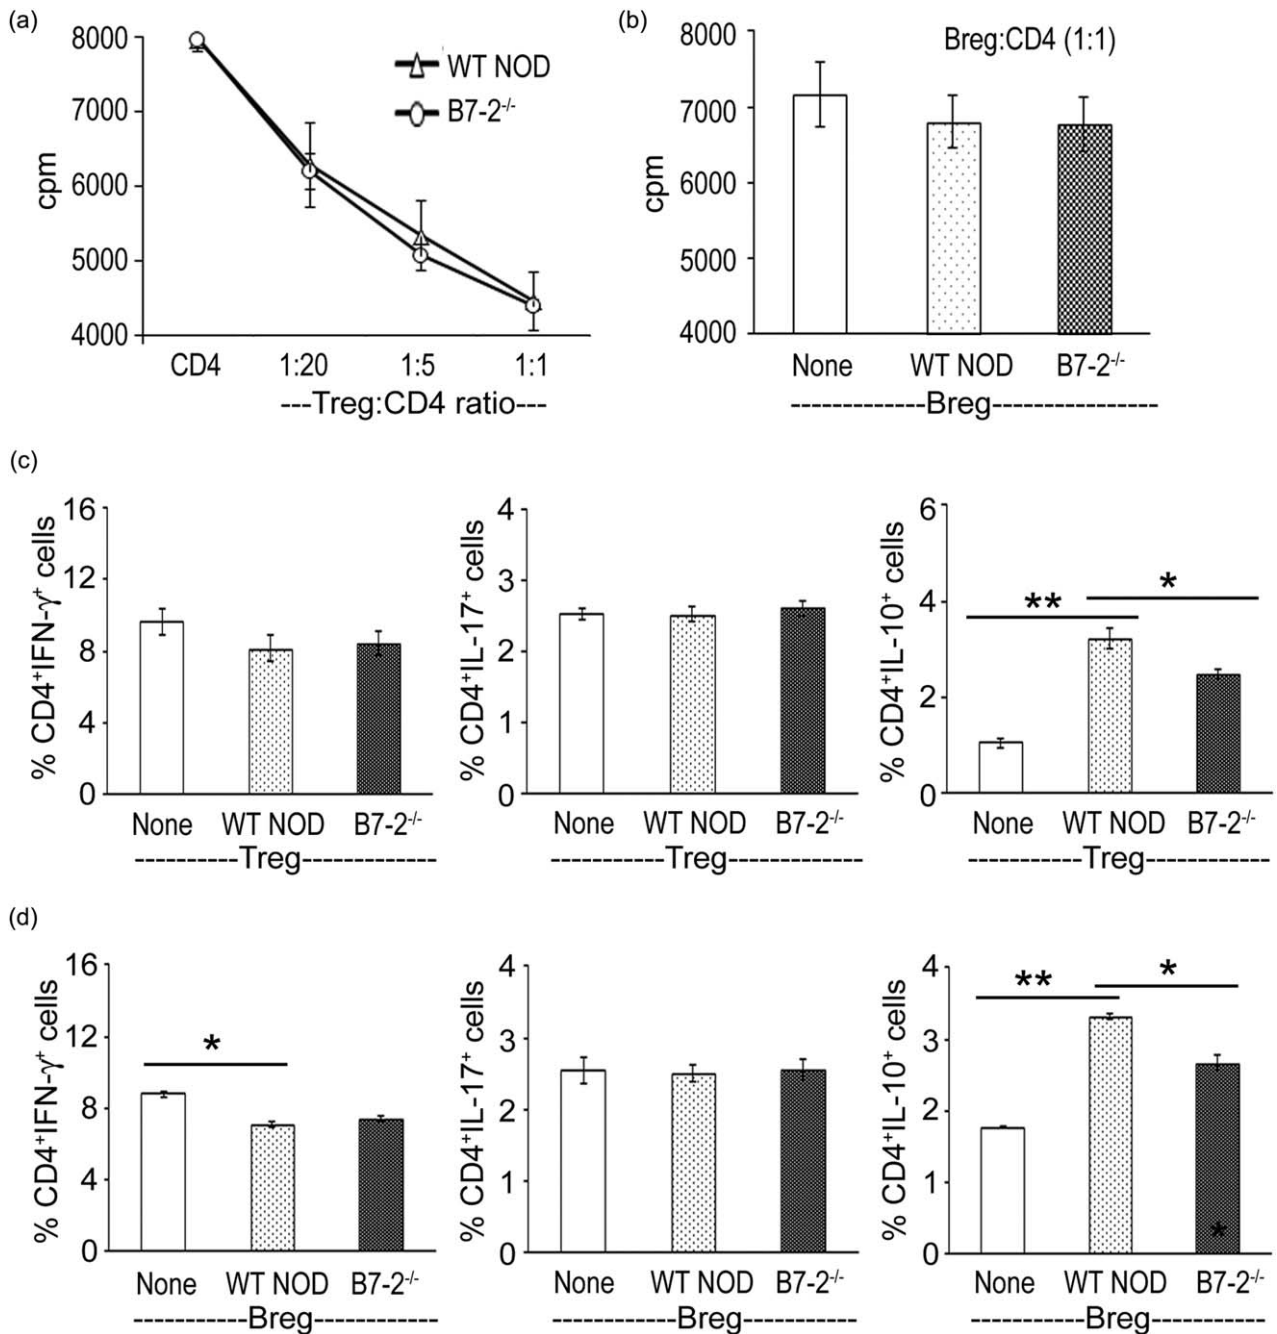 (a)
8000
7000
6000
5000
4000
cpm
WT NOD
B7-2-/-
CD4 1:20 1:5 1:1
---Treg:CD4 ratio---
(b)
Breg:CD4 (1:1)
8000
7000
6000
5000
4000
cpm
None WT NOD B7-2-/-
-------------Breg----------------
(c)
% CD4+IFN-γ+ cells
16
12
8
4
0
None WT NOD B7-2-/-
----------Treg-------------
% CD4+IL-17+ cells
4
3
2
1
0
None WT NOD B7-2-/-
-----------Treg-------------
% CD4+IL-10+ cells
6
4
2
0
**
*
None WT NOD B7-2-/-
-----------Treg------------
(d)
% CD4+IFN-γ+ cells
16
12
8
4
0
*
None WT NOD B7-2-/-
-----------Breg------------
% CD4+IL-17+ cells
4
3
2
1
0
None WT NOD B7-2-/-
------------Breg------------
% CD4+IL-10+ cells
4
3
2
1
0
**
*
*
None WT NOD B7-2-/-
-----------Breg------------